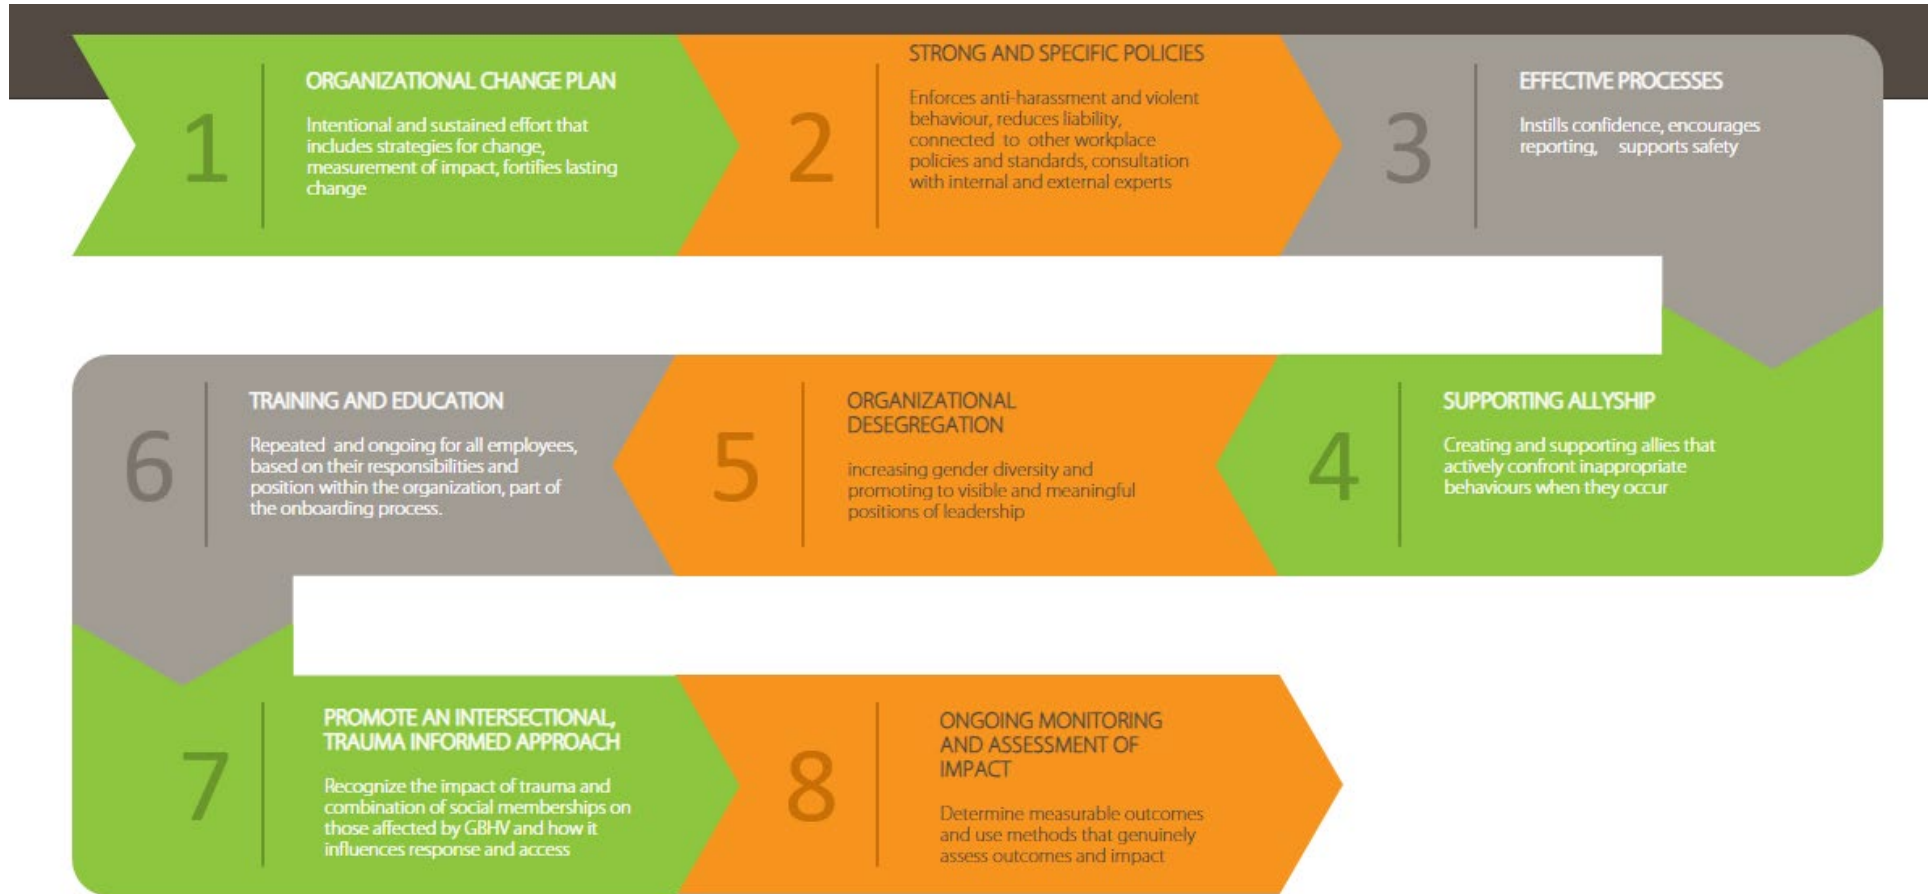 1
ORGANIZATIONAL CHANGE PLAN
Intentional and sustained effort that
includes strategies for change,
measurement of impact, fortifies lasting
change
2
STRONG AND SPECIFIC POLICIES
Enforces anti-harassment and violent
behaviour, reduces liability,
connected to other workplace
policies and standards, consultation
with internal and external experts
3
EFFECTIVE PROCESSES
Instills confidence, encourages
reporting, supports safety
4
SUPPORTING ALLYSHIP
Creating and supporting allies that
actively confront inappropriate
behaviours when they occur
5
ORGANIZATIONAL
DESEGREGATION
increasing gender diversity and
promoting to visible and meaningful
positions of leadership
6
TRAINING AND EDUCATION
Repeated and ongoing for all employees,
based on their responsibilities and
position within the organization, part of
the onboarding process.
7
PROMOTE AN INTERSECTIONAL,
TRAUMA INFORMED APPROACH
Recognize the impact of trauma and
combination of social memberships on
those affected by GBHV and how it
influences response and access
8
ONGOING MONITORING
AND ASSESSMENT OF
IMPACT
Determine measurable outcomes
and use methods that genuinely
assess outcomes and impact